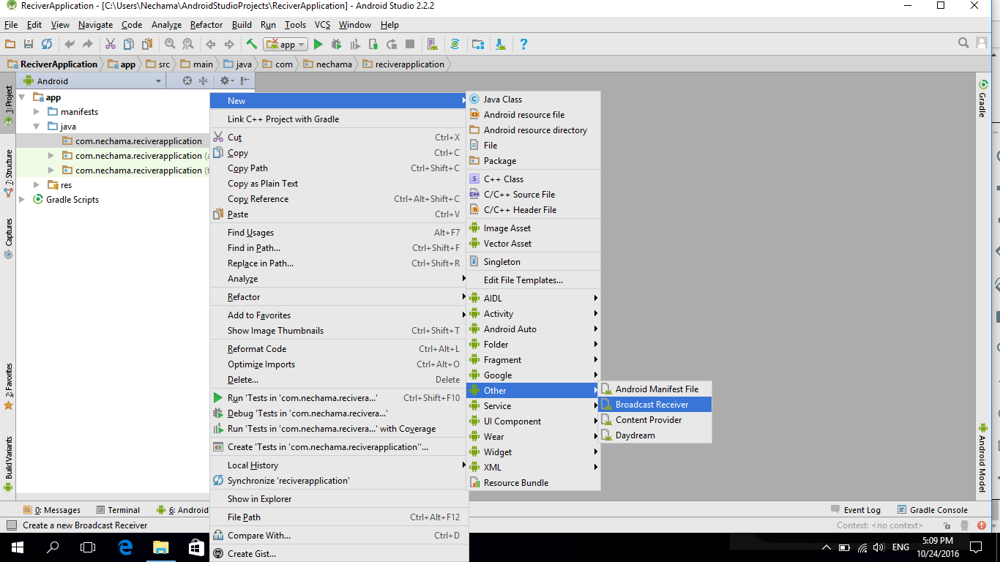 ReciverApplication - [C:\Users\Nechama\AndroidStudioProjects\ReciverApplication] - Android Studio 2.2.2
File Edit View Navigate Code Analyze Refactor Build Run Tools VCS Window Help
app
ReciverApplication app src main java com nechama reciverapplication
Android
1: Project
7: Structure
Captures
2: Favorites
Build Variants
app
manifests
java
com.nechama.reciverapplication
com.nechama.reciverapplication (a
com.nechama.reciverapplication (t
res
Gradle Scripts
New
Link C++ Project with Gradle
Cut Ctrl+X
Copy Ctrl+C
Copy Path Ctrl+Shift+C
Copy as Plain Text
Copy Reference Ctrl+Alt+Shift+C
Paste Ctrl+V
Find Usages Alt+F7
Find in Path... Ctrl+Shift+F
Replace in Path... Ctrl+Shift+R
Analyze
Refactor
Add to Favorites
Show Image Thumbnails Ctrl+Shift+T
Reformat Code Ctrl+Alt+L
Optimize Imports Ctrl+Alt+O
Delete... Delete
Run 'Tests in 'com.nechama.recivera...' Ctrl+Shift+F10
Debug 'Tests in 'com.nechama.recivera...'
Run 'Tests in 'com.nechama.recivera...' with Coverage
Create 'Tests in 'com.nechama.reciverapplication''...
Local History
Synchronize 'reciverapplication'
Show in Explorer
File Path Ctrl+Alt+F12
Compare With... Ctrl+D
Create Gist...
Java Class
Android resource file
Android resource directory
File
Package
C++ Class
C/C++ Source File
C/C++ Header File
Image Asset
Vector Asset
Singleton
Edit File Templates...
AIDL
Activity
Android Auto
Folder
Fragment
Google
Other
Service
UI Component
Wear
Widget
XML
Resource Bundle
Android Manifest File
Broadcast Receiver
Content Provider
Daydream
Gradle
Android Model
0: Messages Terminal 6: Android Event Log Gradle Console
Create a new Broadcast Receiver Context: <no context>
ENG 5:09 PM
10/24/2016